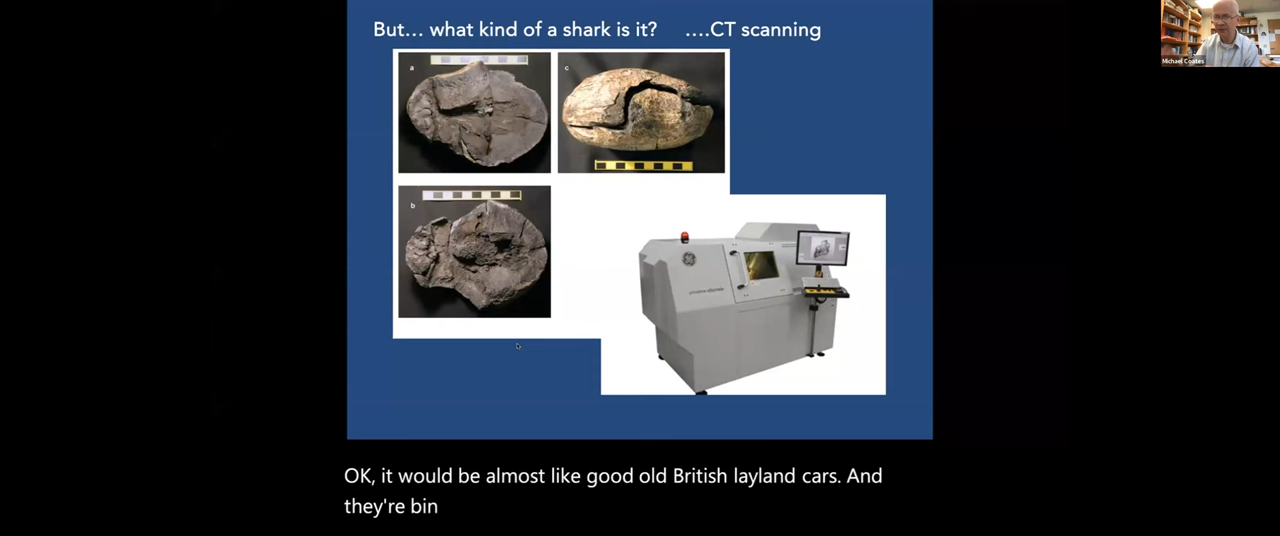 But... what kind of a shark is it? ....CT scanning
a
c
b
Michael Coates
OK, it would be almost like good old British layland cars. And
they're bin